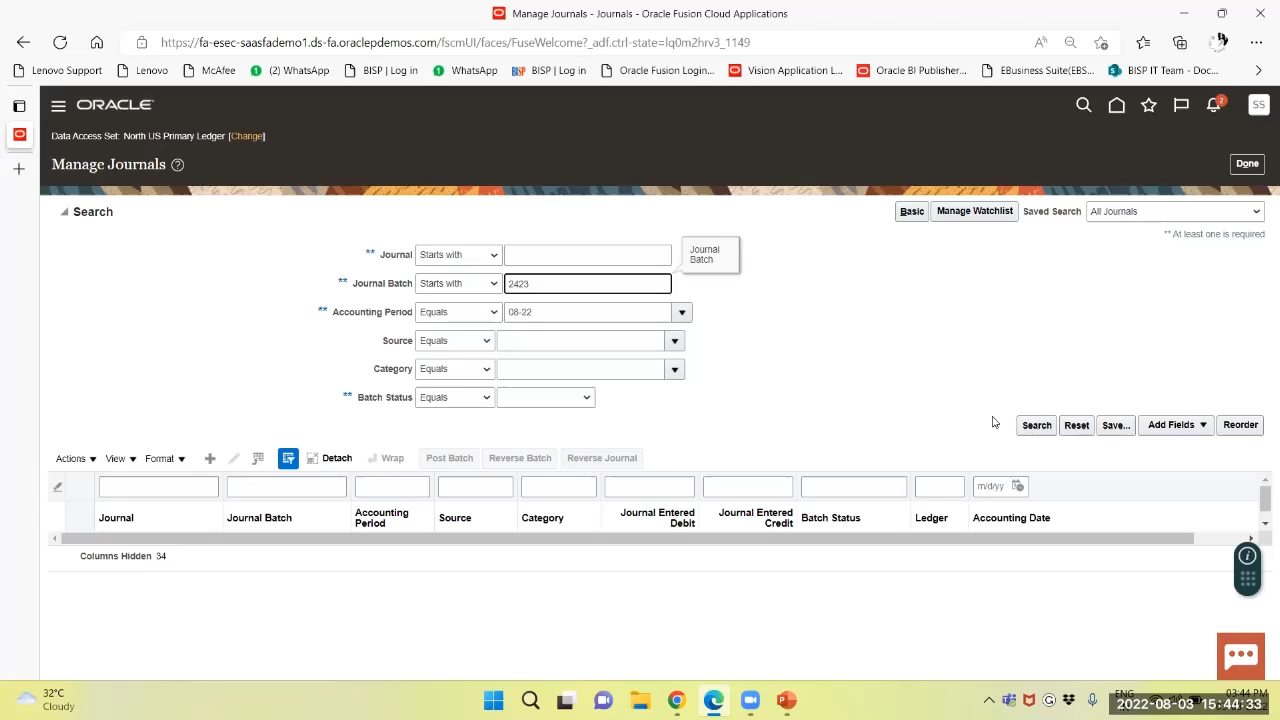 Manage Journals - Journals - Oracle Fusion Cloud Applications
https://fa-esec-saasfademo1.ds-fa.oraclepdemos.com/fscmUI/faces/FuseWelcome?_adf.ctrl-state=lq0m2hrv3_1149
Lenovo Support Lenovo McAfee (2) WhatsApp BISP | Log in WhatsApp BISP | Log in Oracle Fusion Login... Vision Application L... Oracle BI Publisher... EBusiness Suite(EBS... BISP IT Team - Doc...
ORACLE 2 SS
Data Access Set: North US Primary Ledger [Change]
Manage Journals ? Done
Search Basic Manage Watchlist Saved Search All Journals
** At least one is required
** Journal Starts with
Journal Batch
** Journal Batch Starts with 2423
** Accounting Period Equals 08-22
Source Equals
Category Equals
** Batch Status Equals
Search Reset Save... Add Fields Reorder
Actions View Format Detach Wrap Post Batch Reverse Batch Reverse Journal
m/d/yy
Journal Journal Batch Accounting Period Source Category Journal Entered Debit Journal Entered Credit Batch Status Ledger Accounting Date
Columns Hidden 34
32°C
Cloudy
ENG 03:44 PM
2022-08-03 15:44:33